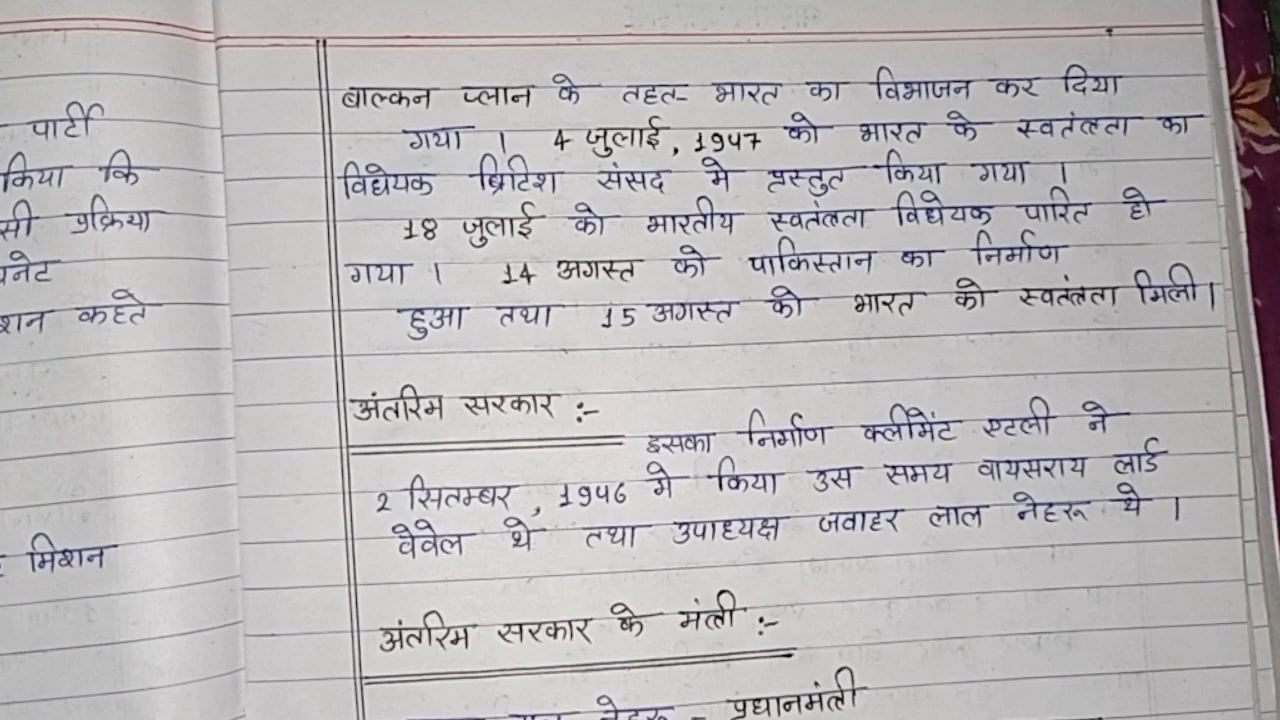 पार्टी
किया कि
सी प्रक्रिया
शन कहते
मिशन
बाल्कन प्लान के तहत- भारत का विभाजन कर दिया
गया । 4 जुलाई, 1947 को भारत के स्वतंत्रता का
विधेयक ब्रिटिश संसद मे प्रस्तुत किया गया ।
18 जुलाई को भारतीय स्वतंत्रता विधेयक पारित हो
गया । 14 अगस्त को पाकिस्तान का निर्माण
हुआ तथा 15 अगस्त को भारत को स्वतंत्रता मिली।
अंतरिम सरकार :-
इसका निर्माण क्लीमेंट एटली ने
2 सितम्बर, 1946 मे किया उस समय वायसराय लार्ड
वेवेल थे तथा उपाध्यक्ष जवाहर लाल नेहरू थे ।
अंतरिम सरकार के मंत्री :-
नेहरू - प्रधानमंत्री